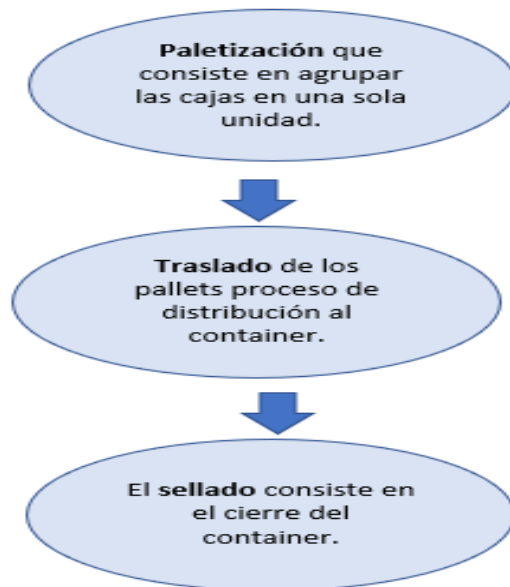 Paletización que
consiste en agrupar
las cajas en una sola
unidad.
Traslado de los
pallets proceso de
distribución al
container.
El sellado consiste en
el cierre del
container.